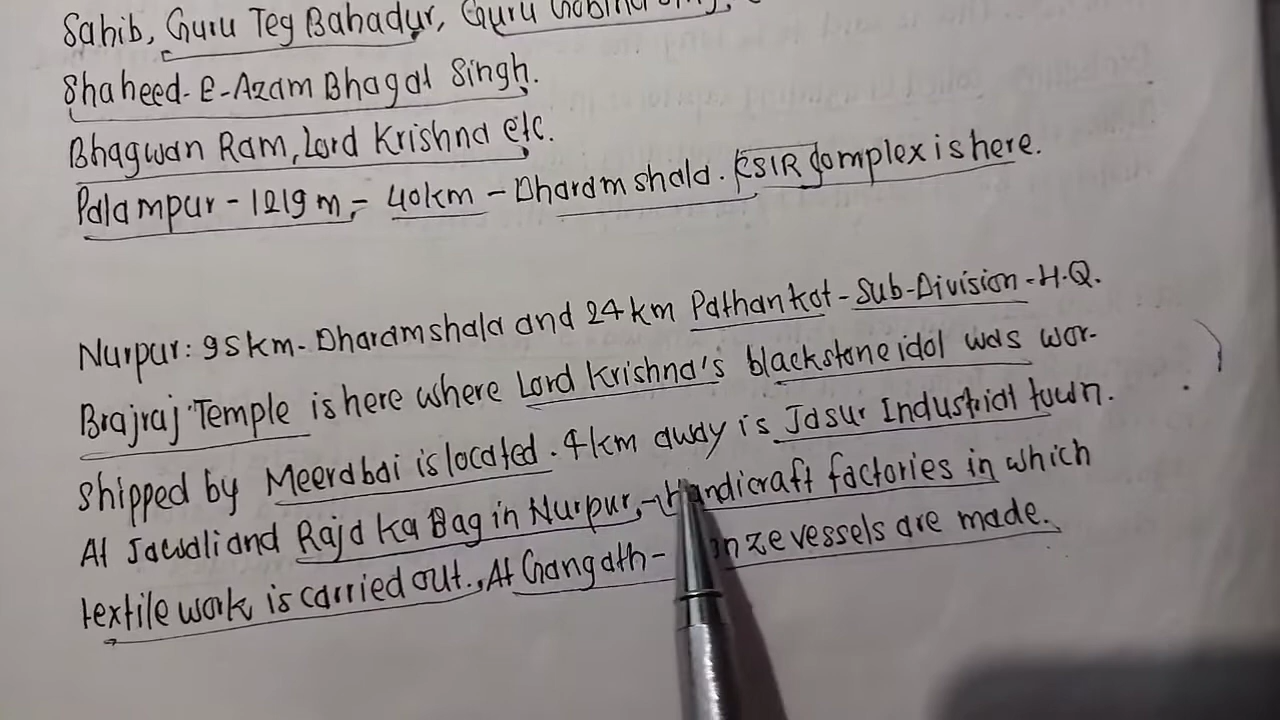 Sahib, Guru Teg Bahadur, Guru
Shaheed-E-Azam Bhagat Singh.
Bhagwan Ram, Lord Krishna etc.
Palampur - 1219 m, - 40km - Dharamshala. CSIR Complex is here.
Nurpur: 95km - Dharamshala and 24 km Pathankot - Sub-Division - H.Q.
Brajraj Temple is here where Lord Krishna's blackstone idol was wor-
shipped by Meerabai is located. 4km away is Jasur Industrial town.
At Jawali and Raja Ka Bag in Nurpur, - Handicraft factories in which
textile work is carried out., At Gangath - vessels are made.